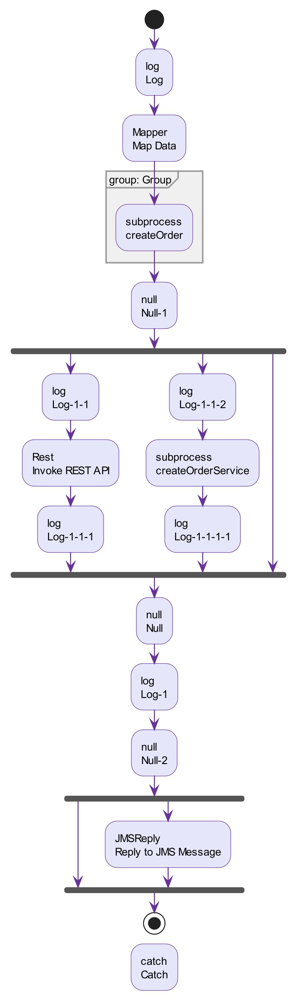 log
Log
Mapper
Map Data
group: Group
subprocess
createOrder
null
Null-1
log
Log-1-1
log
Log-1-1-2
Rest
Invoke REST API
subprocess
createOrderService
log
Log-1-1-1
log
Log-1-1-1-1
null
Null
log
Log-1
null
Null-2
JMSReply
Reply to JMS Message
catch
Catch